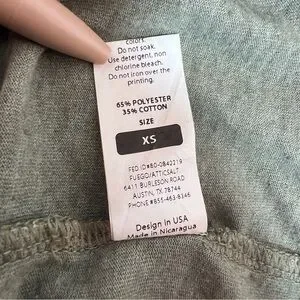 colors.
Do not soak.
Use detergent, non
chlorine bleach.
Do not iron over the
printing.
65% POLYESTER
35% COTTON
SIZE
XS
FED ID#80-0842219
FUEGO/ATTICSALT
6411 BURLESON ROAD
AUSTIN, TX 78744
PHONE #855-463-8346
Design in USA
Made in Nicaragua